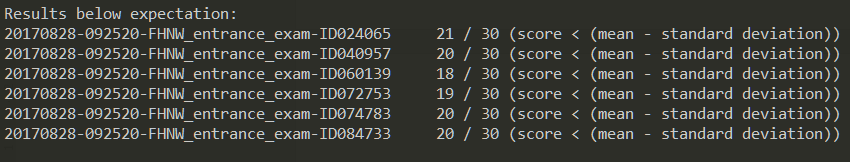 Results below expectation:
20170828-092520-FHNW_entrance_exam-ID024065     21 / 30 (score < (mean - standard deviation))
20170828-092520-FHNW_entrance_exam-ID040957     20 / 30 (score < (mean - standard deviation))
20170828-092520-FHNW_entrance_exam-ID060139     18 / 30 (score < (mean - standard deviation))
20170828-092520-FHNW_entrance_exam-ID072753     19 / 30 (score < (mean - standard deviation))
20170828-092520-FHNW_entrance_exam-ID074783     20 / 30 (score < (mean - standard deviation))
20170828-092520-FHNW_entrance_exam-ID084733     20 / 30 (score < (mean - standard deviation))